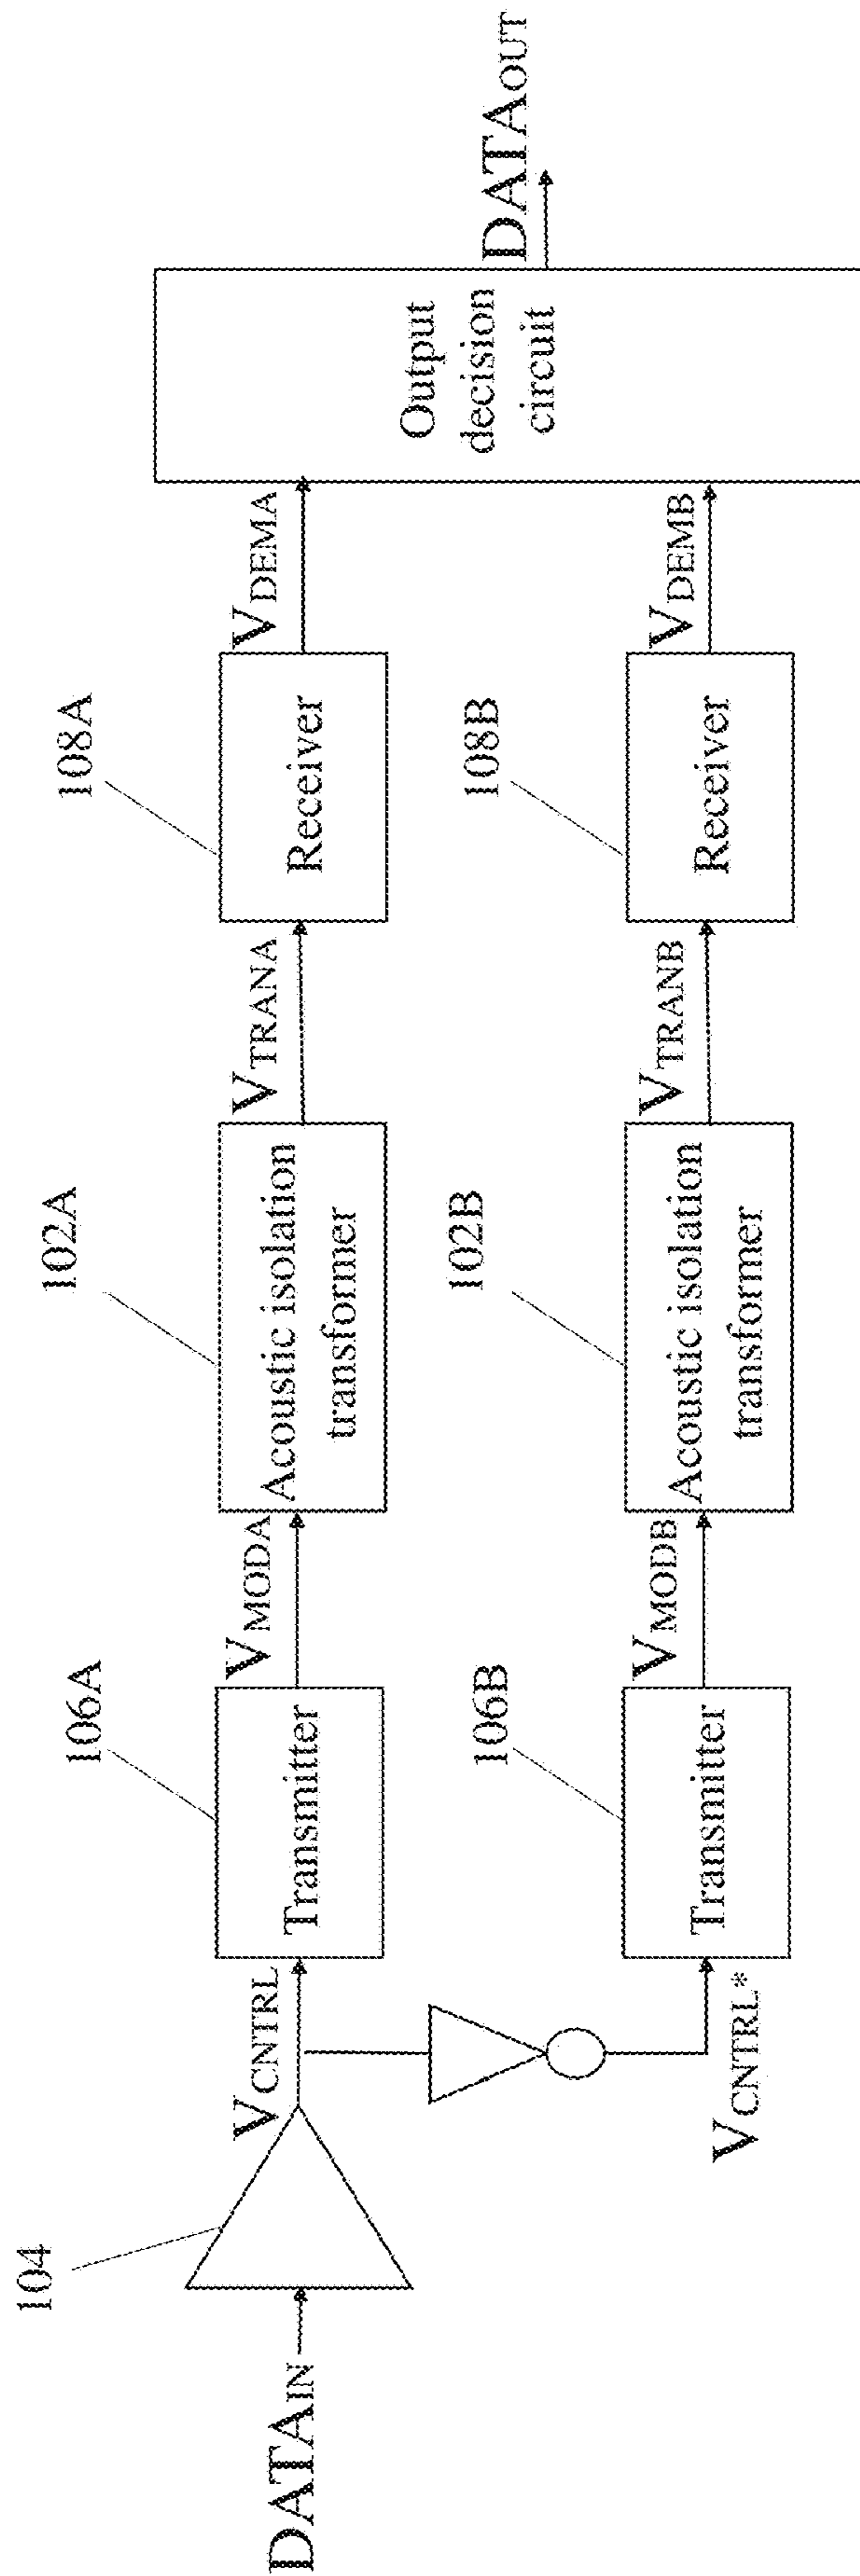 104
106A
102A
108A
DATAIN
VCNTRL
Transmitter
VMODA
Acoustic isolation
transformer
VTRANA
Receiver
VDEMA
Output
decision
circuit
DATAOUT
106B
102B
108B
VCNTRL*
Transmitter
VMODB
Acoustic isolation
transformer
VTRANB
Receiver
VDEMB